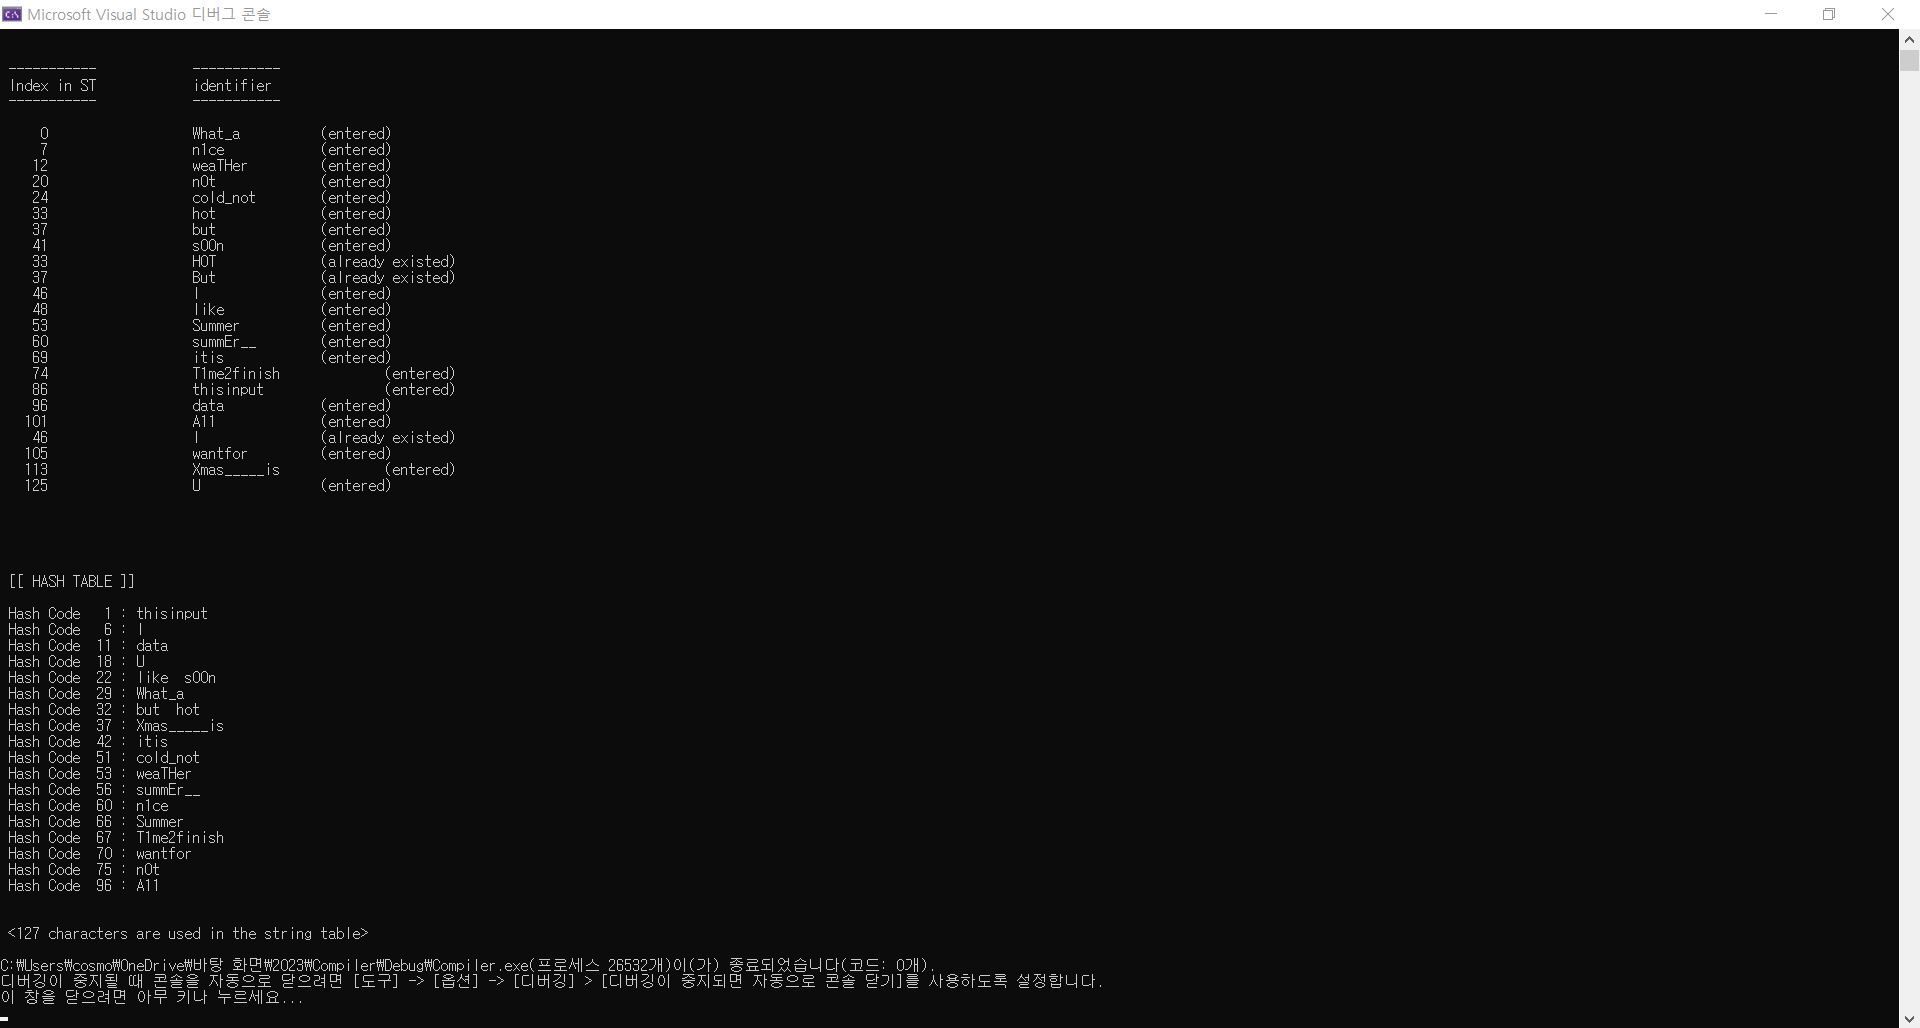 Microsoft Visual Studio 디버그 콘솔
-----------            -----------
Index in ST            identifier
-----------            -----------
0 What_a (entered)
7 n1ce (entered)
12 weaTHer (entered)
20 n0t (entered)
24 cold_not (entered)
33 hot (entered)
37 but (entered)
41 s00n (entered)
33 HOT (already existed)
37 But (already existed)
46 I (entered)
48 like (entered)
53 Summer (entered)
60 summEr__ (entered)
69 itis (entered)
74 T1me2finish (entered)
86 thisinput (entered)
96 data (entered)
101 A11 (entered)
46 I (already existed)
105 wantfor (entered)
113 Xmas_____is (entered)
125 U (entered)
[[ HASH TABLE ]]
Hash Code   1 : thisinput
Hash Code   6 : I
Hash Code  11 : data
Hash Code  18 : U
Hash Code  22 : like  s00n
Hash Code  29 : What_a
Hash Code  32 : but  hot
Hash Code  37 : Xmas_____is
Hash Code  42 : itis
Hash Code  51 : cold_not
Hash Code  53 : weaTHer
Hash Code  56 : summEr__
Hash Code  60 : n1ce
Hash Code  66 : Summer
Hash Code  67 : T1me2finish
Hash Code  70 : wantfor
Hash Code  75 : n0t
Hash Code  96 : A11
<127 characters are used in the string table>
C:₩Users₩cosmo₩OneDrive₩바탕 화면₩2023₩Compiler₩Debug₩Compiler.exe(프로세스 26532개)이(가) 종료되었습니다(코드: 0개).
디버깅이 중지될 때 콘솔을 자동으로 닫으려면 [도구] -> [옵션] -> [디버깅] > [디버깅이 중지되면 자동으로 콘솔 닫기]를 사용하도록 설정합니다.
이 창을 닫으려면 아무 키나 누르세요...